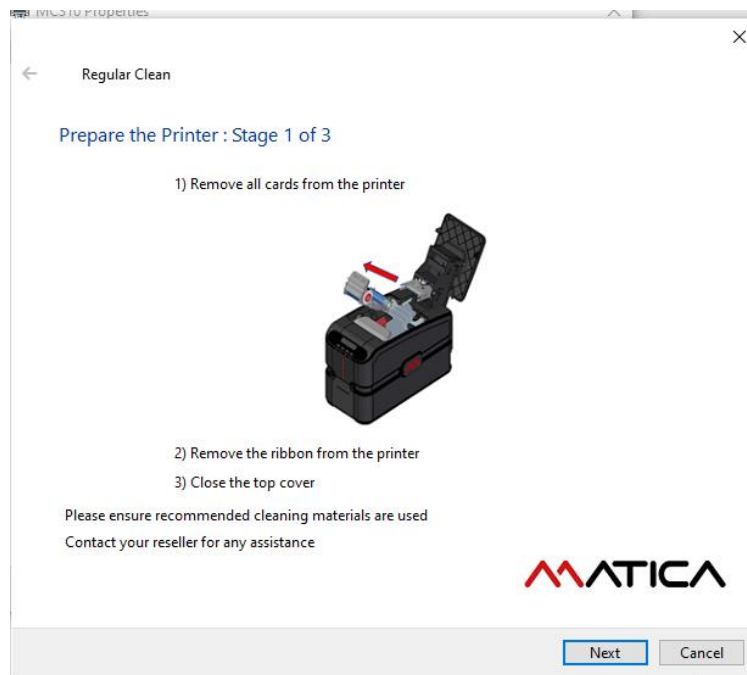 MC310 Properties
Regular Clean
Prepare the Printer : Stage 1 of 3
1) Remove all cards from the printer
2) Remove the ribbon from the printer
3) Close the top cover
Please ensure recommended cleaning materials are used
Contact your reseller for any assistance
MATICA
Next
Cancel